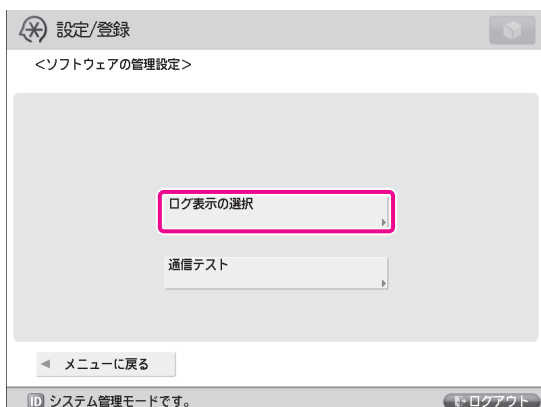 設定/登録
<ソフトウェアの管理設定>
ログ表示の選択
通信テスト
メニューに戻る
ID システム管理モードです。
ログアウト